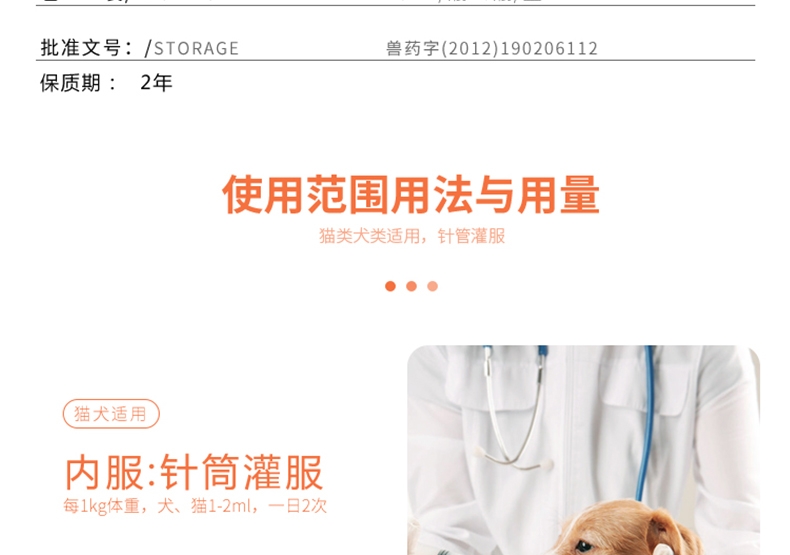 批准文号：/STORAGE 兽药字(2012)190206112
保质期： 2年
使用范围用法与用量
猫类犬类适用，针管灌服
猫犬适用
内服:针筒灌服
每1kg体重，犬、猫1-2ml，一日2次